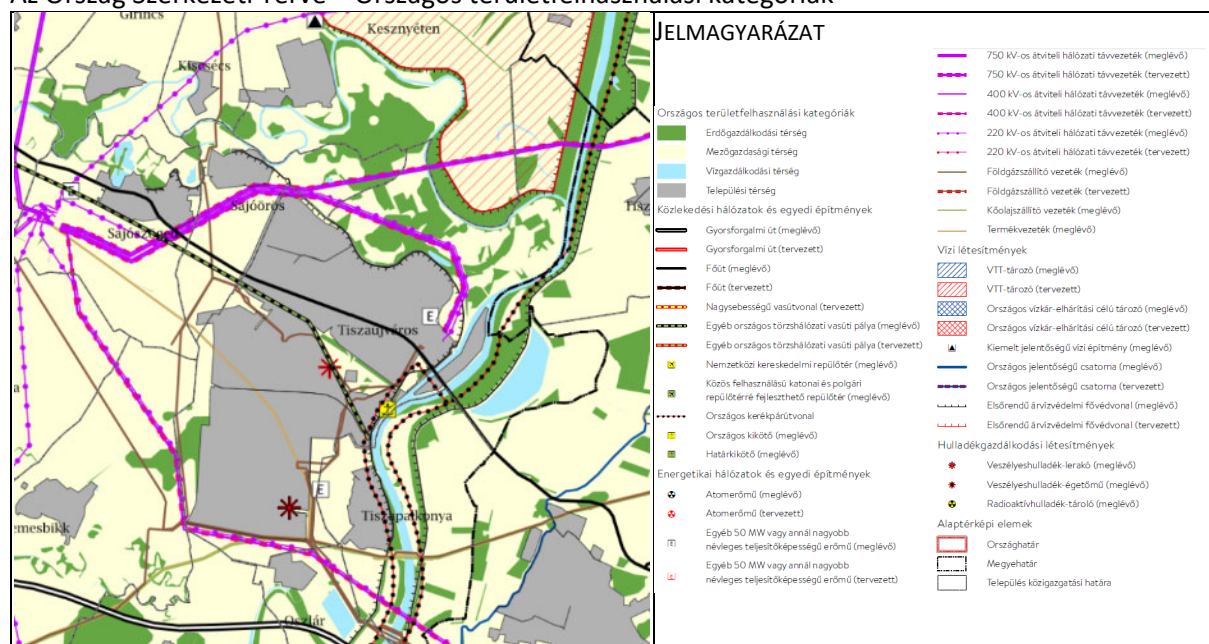 Az Ország Szerkezeti Terve – Országos területfelhasználási kategóriák
Girincs
Kesznyéten
Kiscsécs
E
Sajóörös
Sajószöged
Tisz
Tiszaújváros
E
E
emesbikk
Tiszapalkonya
Oszlár
JELMAGYARÁZAT
Országos területfelhasználási kategóriák
Erdőgazdálkodási térség
Mezőgazdasági térség
Vízgazdálkodási térség
Települési térség
Közlekedési hálózatok és egyedi építmények
Gyorsforgalmi út (meglévő)
Gyorsforgalmi út (tervezett)
Főút (meglévő)
Főút (tervezett)
Nagysebességű vasútvonal (tervezett)
Egyéb országos törzshálózati vasúti pálya (meglévő)
Egyéb országos törzshálózati vasúti pálya (tervezett)
Nemzetközi kereskedelmi repülőtér (meglévő)
Közös felhasználású katonai és polgári
repülőtérré fejleszthető repülőtér (meglévő)
Országos kerékpárútvonal
Országos kikötő (meglévő)
Határkikötő (meglévő)
Energetikai hálózatok és egyedi építmények
Atomerőmű (meglévő)
Atomerőmű (tervezett)
E
Egyéb 50 MW vagy annál nagyobb
névleges teljesítőképességű erőmű (meglévő)
E
Egyéb 50 MW vagy annál nagyobb
névleges teljesítőképességű erőmű (tervezett)
750 kV-os átviteli hálózati távvezeték (meglévő)
750 kV-os átviteli hálózati távvezeték (tervezett)
400 kV-os átviteli hálózati távvezeték (meglévő)
400 kV-os átviteli hálózati távvezeték (tervezett)
220 kV-os átviteli hálózati távvezeték (meglévő)
220 kV-os átviteli hálózati távvezeték (tervezett)
Földgázszállító vezeték (meglévő)
Földgázszállító vezeték (tervezett)
Kőolajszállító vezeték (meglévő)
Termékvezeték (meglévő)
Vízi létesítmények
VTT-tározó (meglévő)
VTT-tározó (tervezett)
Országos vízkár-elhárítási célú tározó (meglévő)
Országos vízkár-elhárítási célú tározó (tervezett)
Kiemelt jelentőségű vízi építmény (meglévő)
Országos jelentőségű csatorna (meglévő)
Országos jelentőségű csatorna (tervezett)
Elsőrendű árvízvédelmi fővédvonal (meglévő)
Elsőrendű árvízvédelmi fővédvonal (tervezett)
Hulladékgazdálkodási létesítmények
Veszélyeshulladék-lerakó (meglévő)
Veszélyeshulladék-égetőmű (meglévő)
Radioaktívhulladék-tároló (meglévő)
Alaptérképi elemek
Országhatár
Megyehatár
Település közigazgatási határa